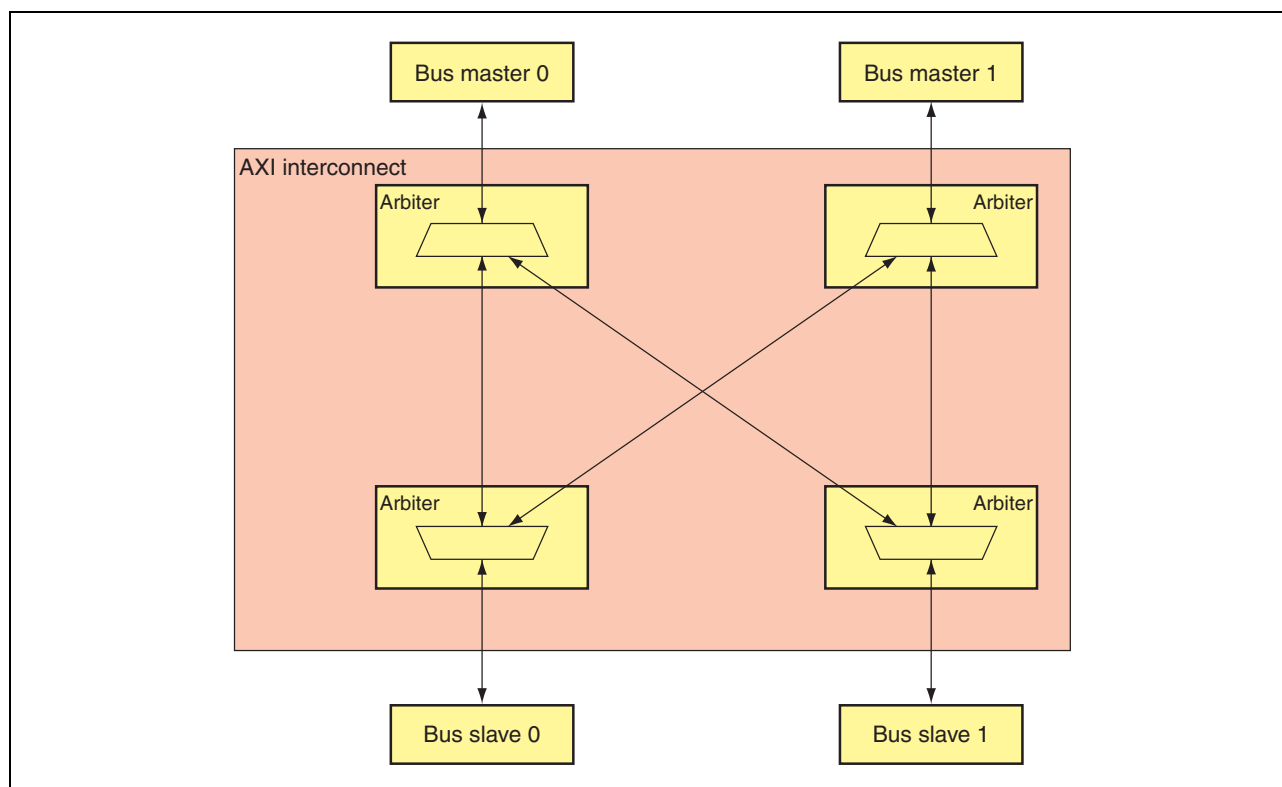 Bus master 0
Bus master 1
AXI interconnect
Arbiter
Arbiter
Arbiter
Arbiter
Bus slave 0
Bus slave 1